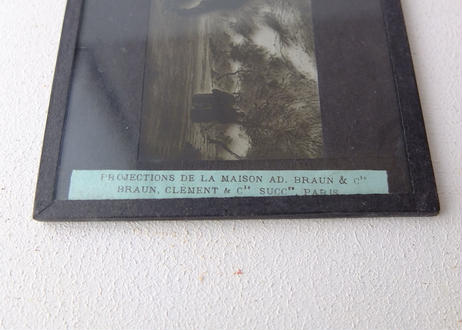 PROJECTIONS DE LA MAISON AD. BRAUN & Cie
BRAUN, CLEMENT & Cie SUCCrs, PARIS